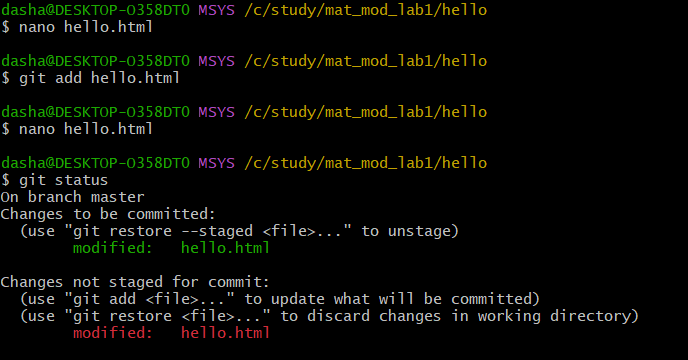 dasha@DESKTOP-O358DT0 MSYS /c/study/mat_mod_lab1/hello
$ nano hello.html
dasha@DESKTOP-O358DT0 MSYS /c/study/mat_mod_lab1/hello
$ git add hello.html
dasha@DESKTOP-O358DT0 MSYS /c/study/mat_mod_lab1/hello
$ nano hello.html
dasha@DESKTOP-O358DT0 MSYS /c/study/mat_mod_lab1/hello
$ git status
On branch master
Changes to be committed:
  (use "git restore --staged <file>..." to unstage)
        modified:   hello.html
Changes not staged for commit:
  (use "git add <file>..." to update what will be committed)
  (use "git restore <file>..." to discard changes in working directory)
        modified:   hello.html